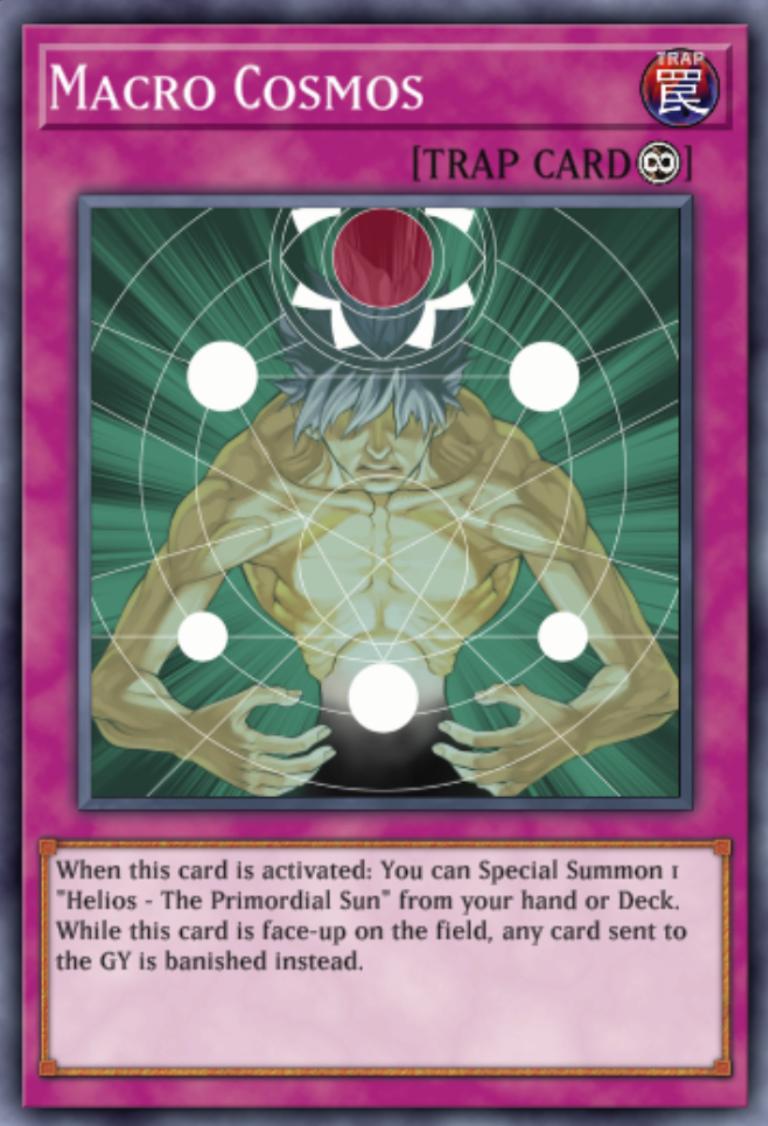 Macro Cosmos
TRAP
罠
[TRAP CARD♾]
When this card is activated: You can Special Summon 1
"Helios - The Primordial Sun" from your hand or Deck.
While this card is face-up on the field, any card sent to
the GY is banished instead.